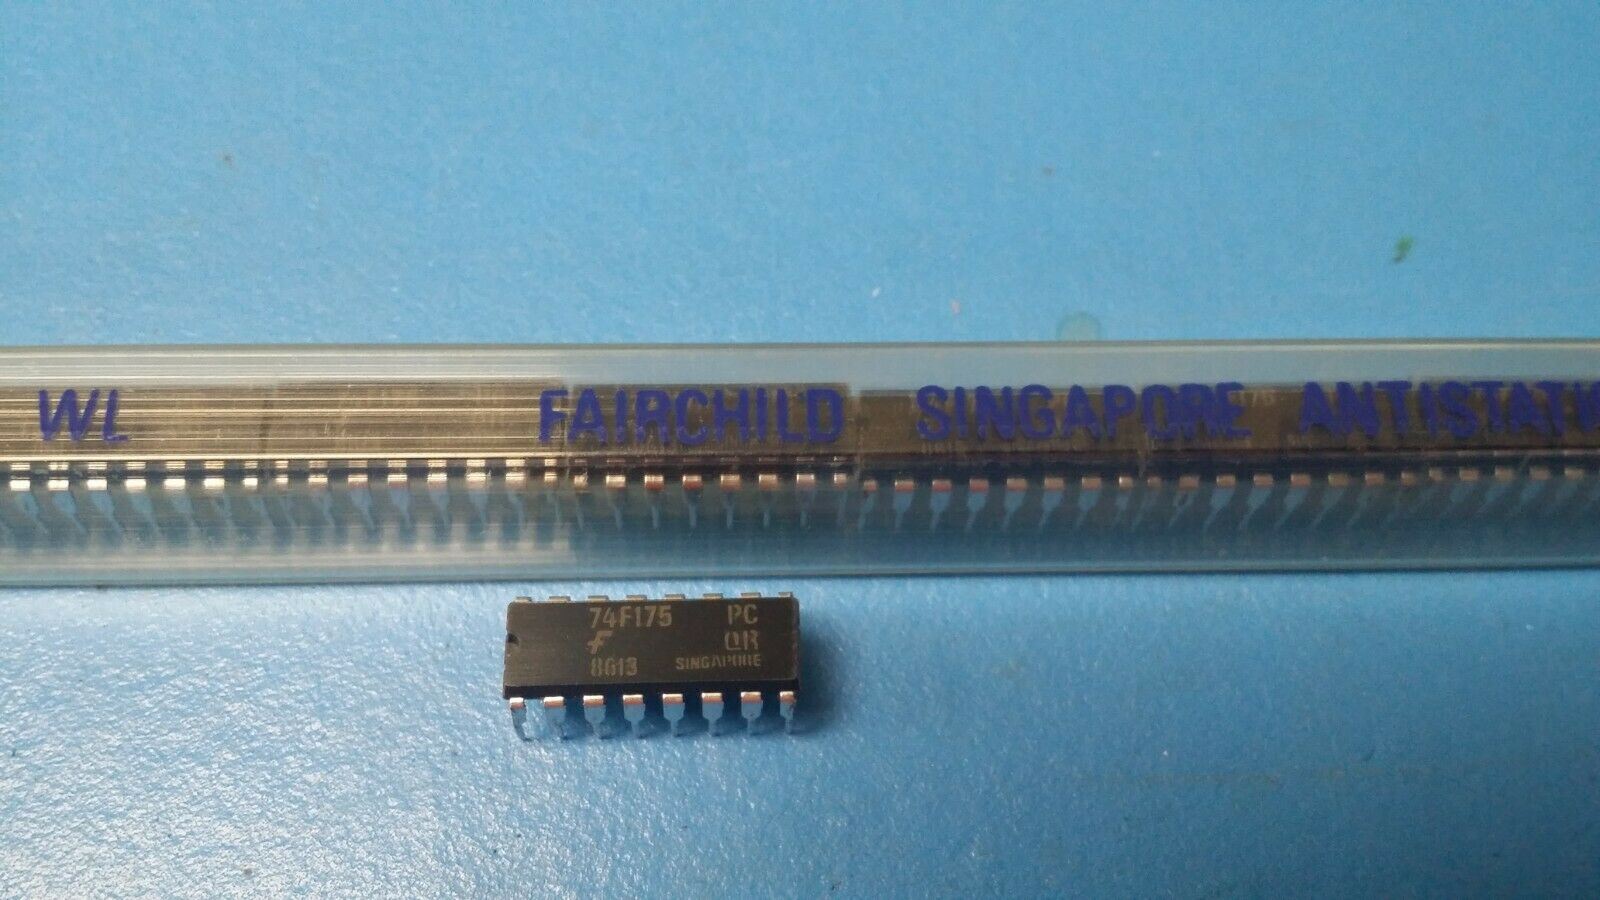 WL FAIRCHILD SINGAPORE ANTISTATI
74F175 PC
F QR
8613 SINGAPORE